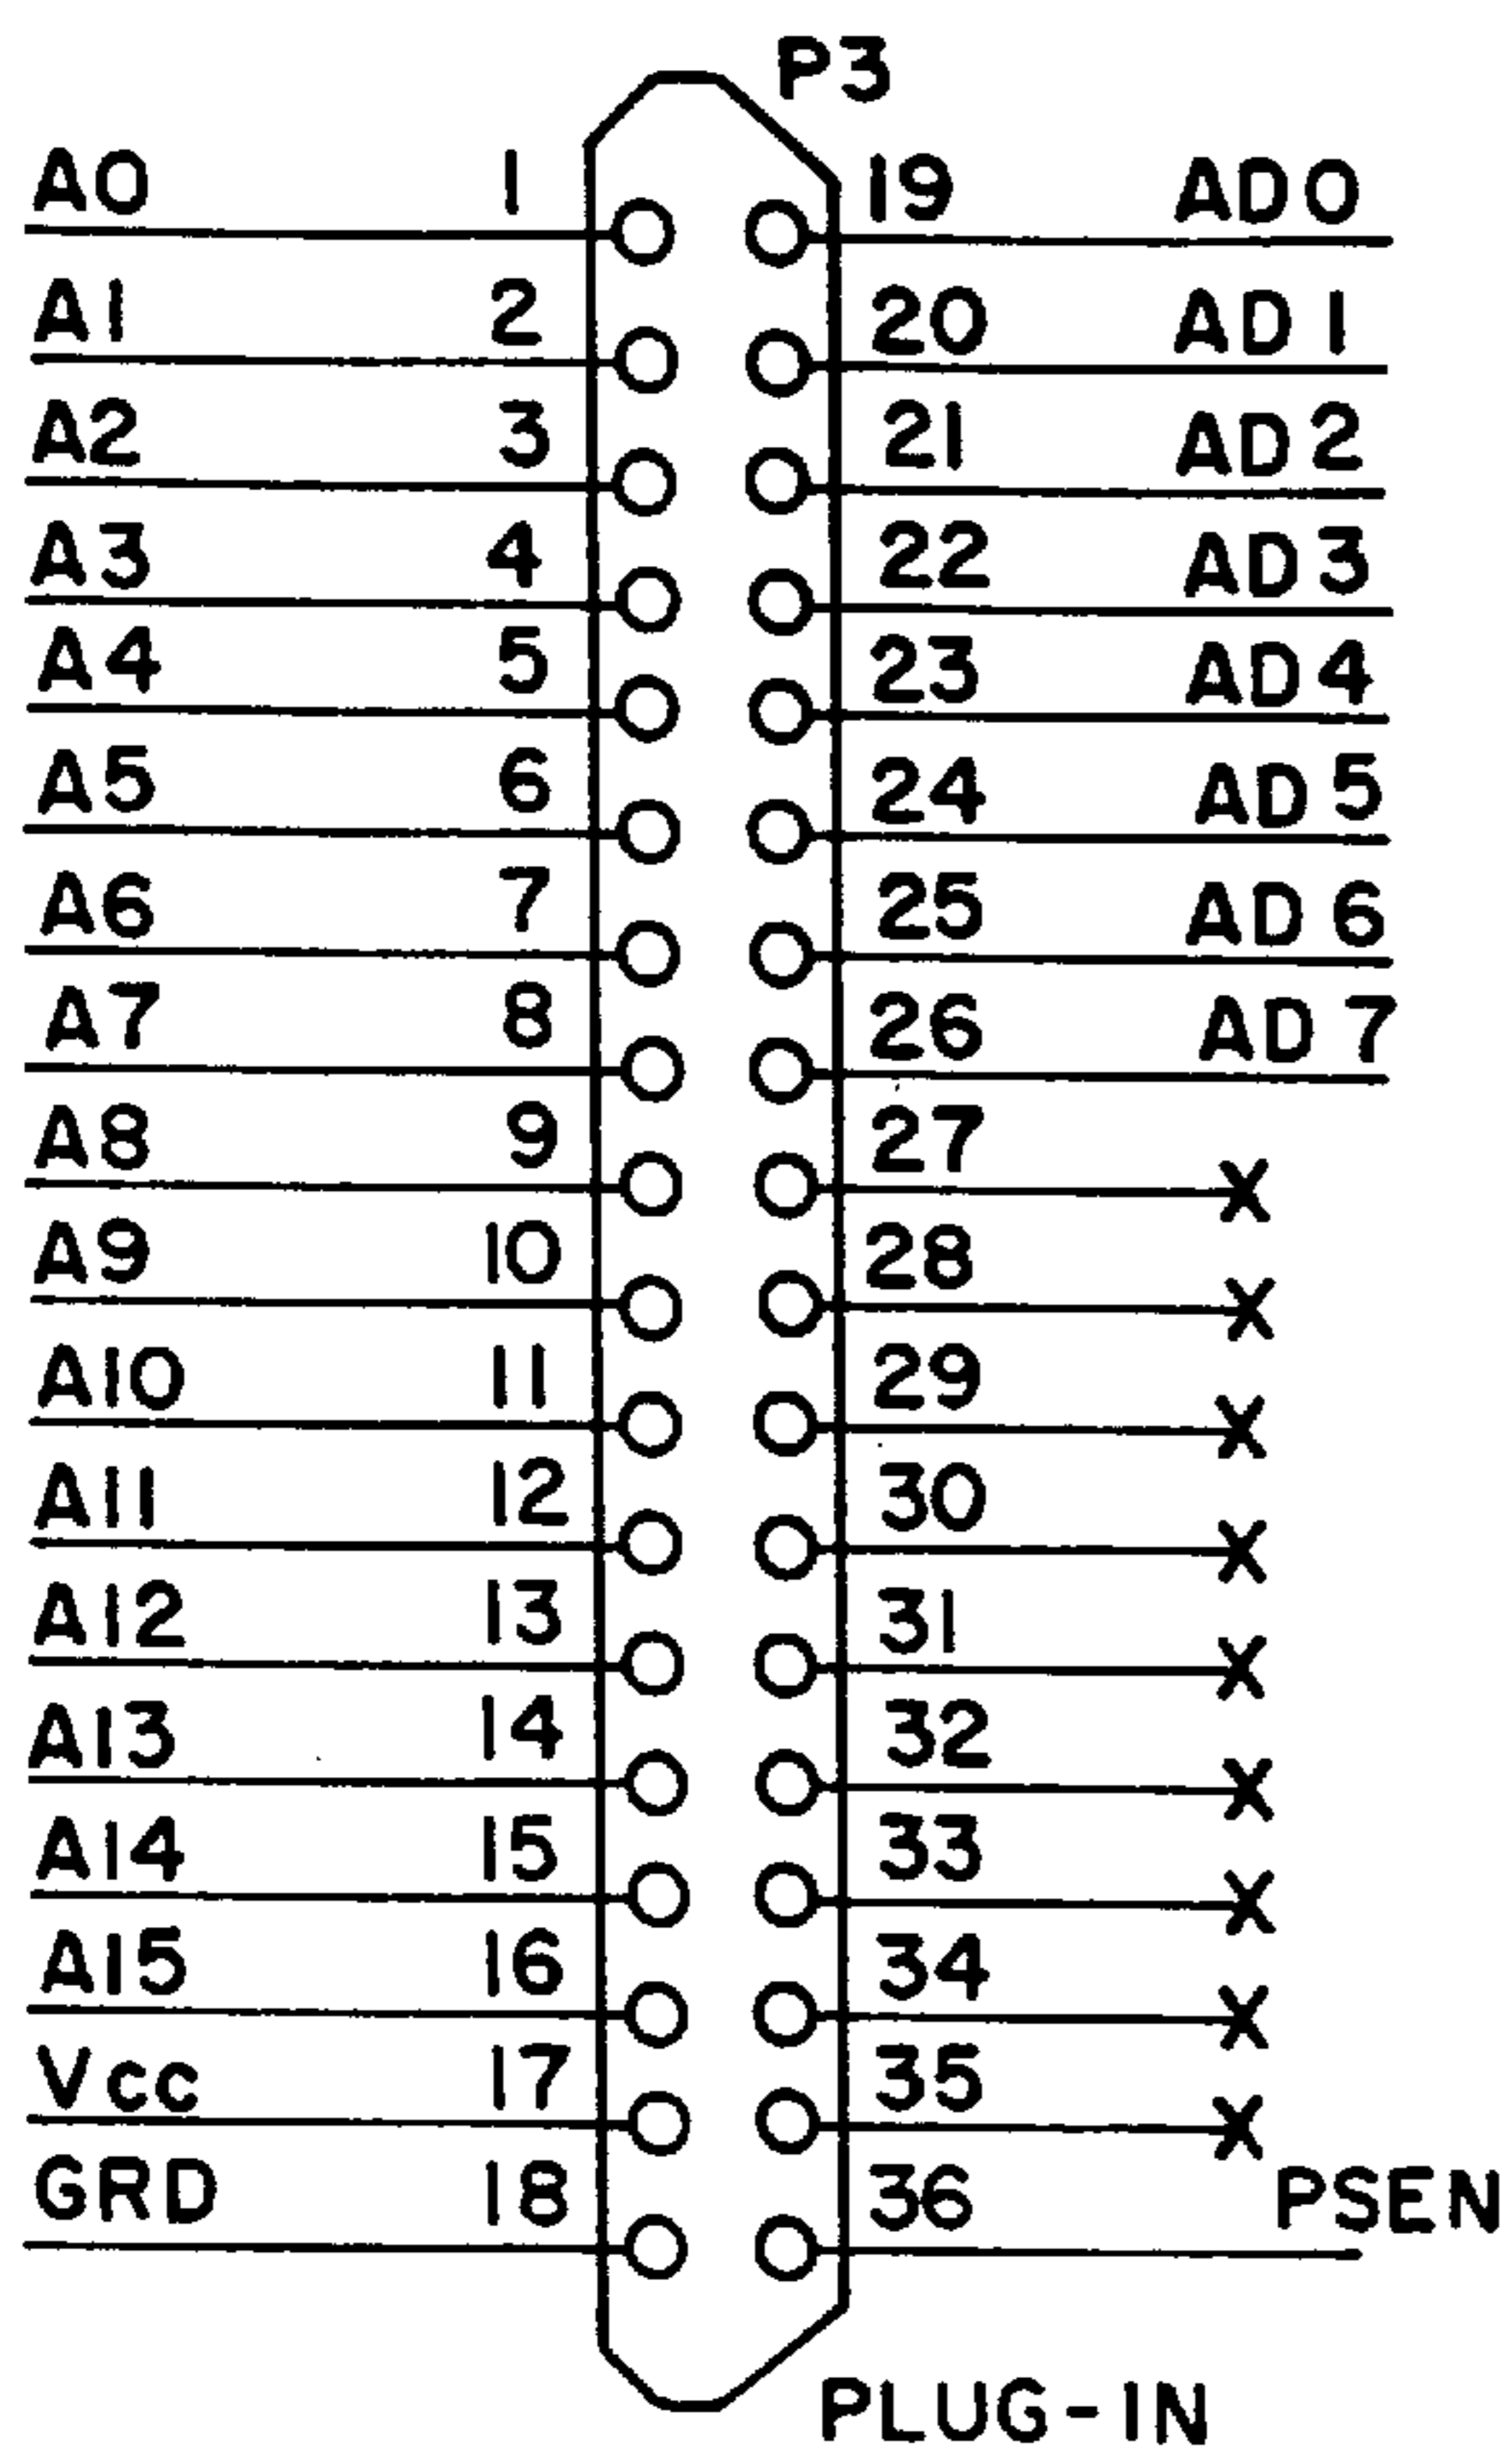 P3
A0 1 19 AD0
A1 2 20 AD1
A2 3 21 AD2
A3 4 22 AD3
A4 5 23 AD4
A5 6 24 AD5
A6 7 25 AD6
A7 8 26 AD7
A8 9 27 X
A9 10 28 X
A10 11 29 X
A11 12 30 X
A12 13 31 X
A13 14 32 X
A14 15 33 X
A15 16 34 X
Vcc 17 35 X
GRD 18 36 PSEN
PLUG-IN